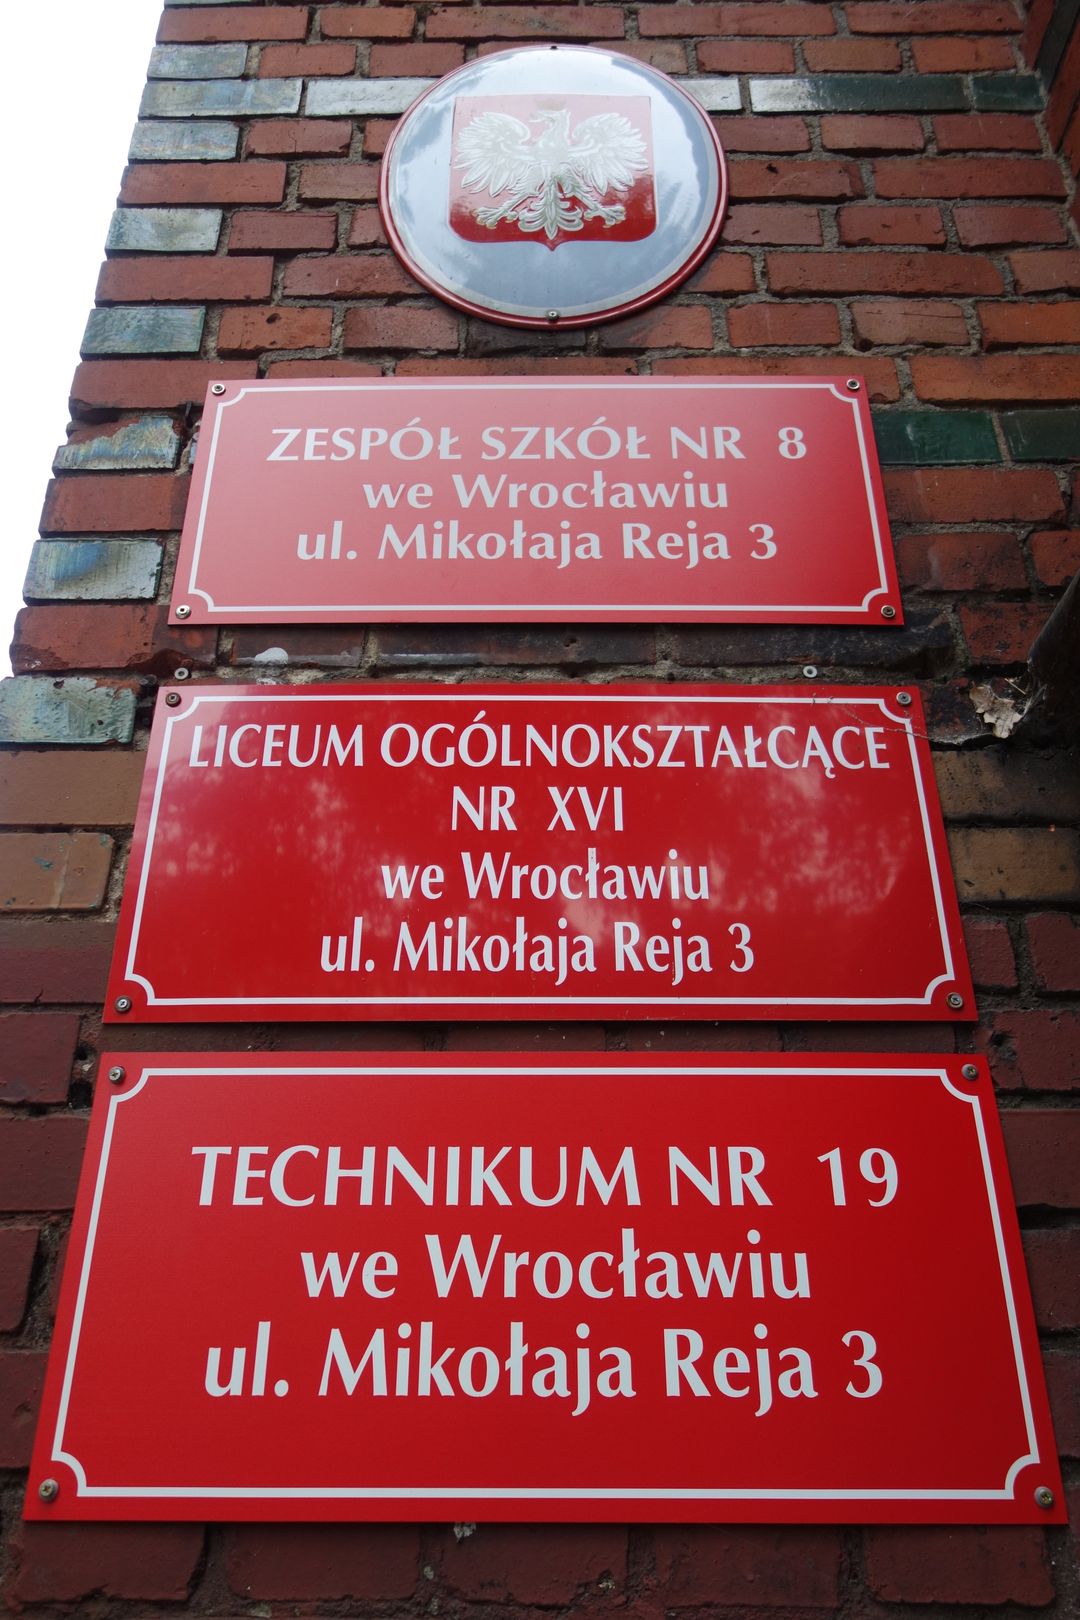 ZESPÓŁ SZKÓŁ NR 8
we Wrocławiu
ul. Mikołaja Reja 3
LICEUM OGÓLNOKSZTAŁCĄCE
NR XVI
we Wrocławiu
ul. Mikołaja Reja 3
TECHNIKUM NR 19
we Wrocławiu
ul. Mikołaja Reja 3